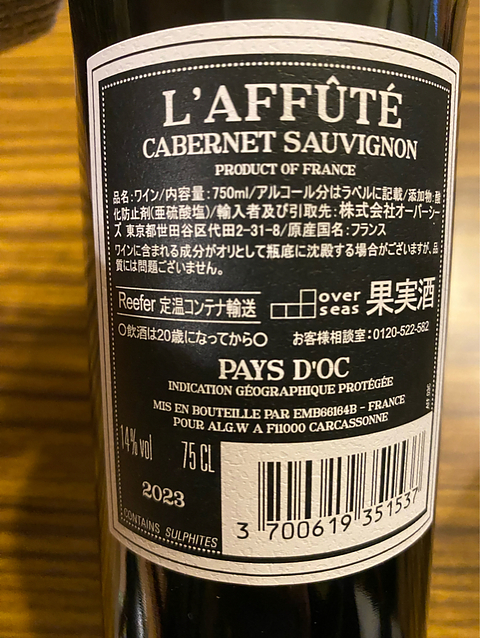 L'AFFÛTÉ
CABERNET SAUVIGNON
PRODUCT OF FRANCE
品名:ワイン/内容量:750ml/アルコール分はラベルに記載/添加物:酸
化防止剤(亜硫酸塩)/輸入者及び引取先:株式会社オーバーシー
ズ 東京都世田谷区代田2-31-8/原産国名:フランス
ワインに含まれる成分がオリとして瓶底に沈殿する場合がございますが、品
質には問題ございません。
Reefer 定温コンテナ輸送
over seas 果実酒
○飲酒は20歳になってから○ お客様相談室:0120-522-582
PAYS D'OC
INDICATION GÉOGRAPHIQUE PROTÉGÉE
MIS EN BOUTEILLE PAR EMB66164B - FRANCE
POUR ALG.W A F11000 CARCASSONNE
14% vol 75 CL
2023
CONTAINS SULPHITES
3 700619 351537